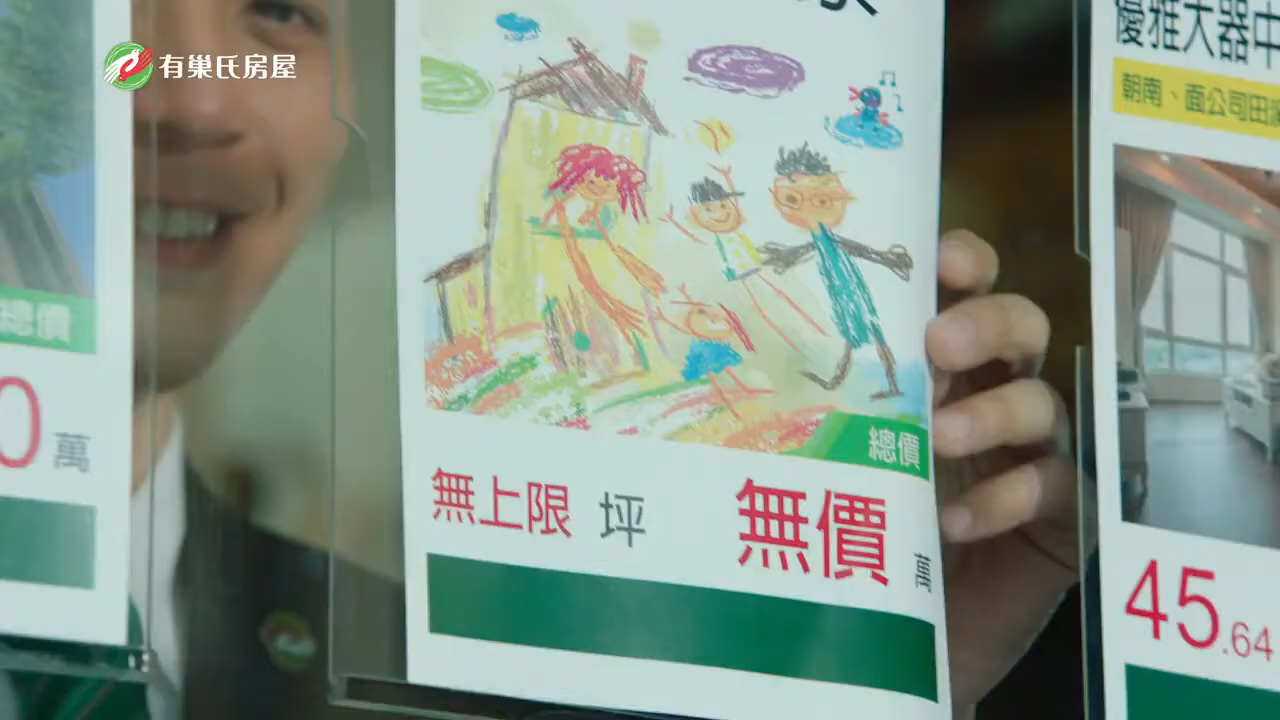 有巢氏房屋
總價
0 萬
總價
無上限 坪 無價 萬
優雅大器中
朝南、面公司田
45.64